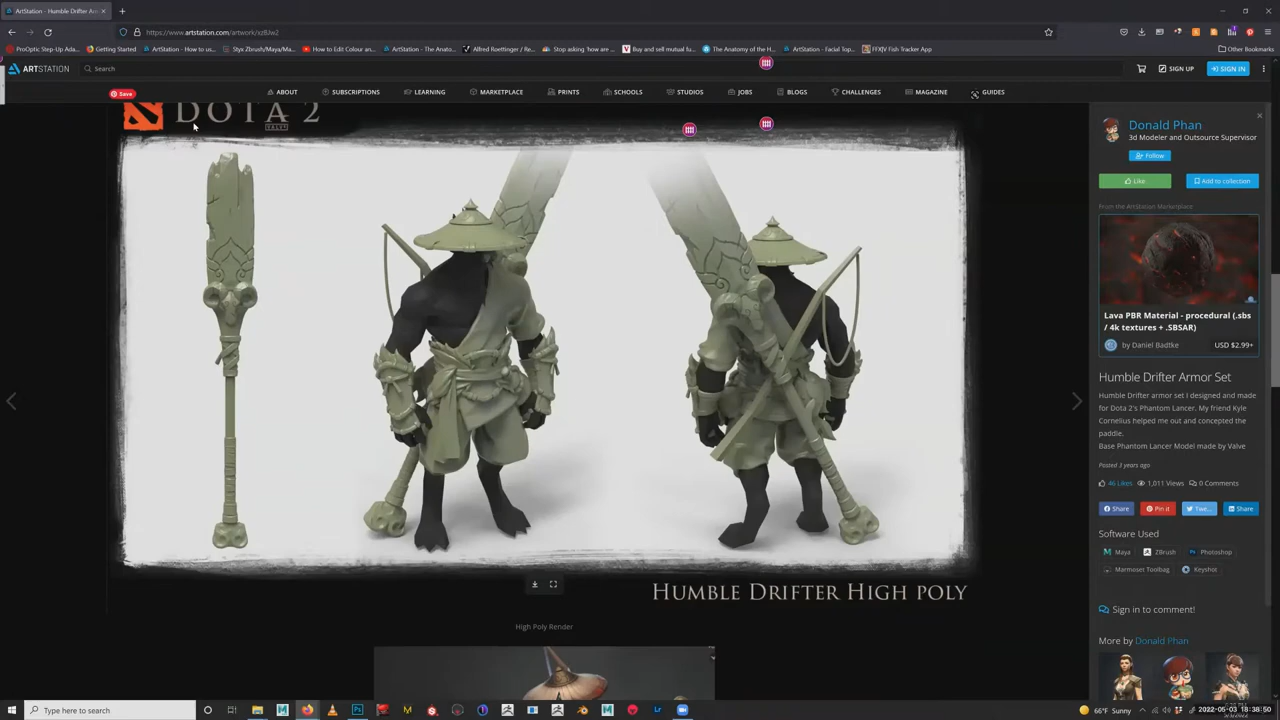 ArtStation - Humble Drifter Arm
https://www.artstation.com/artwork/xzBJwZ
ProOptic Step-Up Ada...
Getting Started
ArtStation - How to us...
Styx Zbrush/Maya/Ma...
How to Edit Colour an...
ArtStation - The Anato...
Alfred Roetlinger / Re...
Stop asking 'how are ...
Buy and sell mutual fu...
The Anatomy of the H...
ArtStation - Facial Top...
FFXIV Fish Tracker App
Other Bookmarks
ARTSTATION
Search
SIGN UP
SIGN IN
Save
ABOUT
SUBSCRIPTIONS
LEARNING
MARKETPLACE
PRINTS
SCHOOLS
STUDIOS
JOBS
BLOGS
CHALLENGES
MAGAZINE
GUIDES
DOTA 2
VALVE
Humble Drifter High poly
High Poly Render
Donald Phan
3d Modeler and Outsource Supervisor
Follow
Like
Add to collection
From the ArtStation Marketplace
Lava PBR Material - procedural (.sbs
/ 4k textures + .SBSAR)
by Daniel Badtke
USD $2.99+
Humble Drifter Armor Set
Humble Drifter armor set I designed and made
for Dota 2's Phantom Lancer. My friend Kyle
Cornelius helped me out and concepted the
paddle.
Base Phantom Lancer Model made by Valve
Posted 3 years ago
46 Likes
1,011 Views
0 Comments
Share
Pin it
Twe...
Share
Software Used
Maya
ZBrush
Photoshop
Marmoset Toolbag
Keyshot
Sign in to comment!
More by Donald Phan
Type here to search
66°F Sunny
2022-05-03 18:38:50